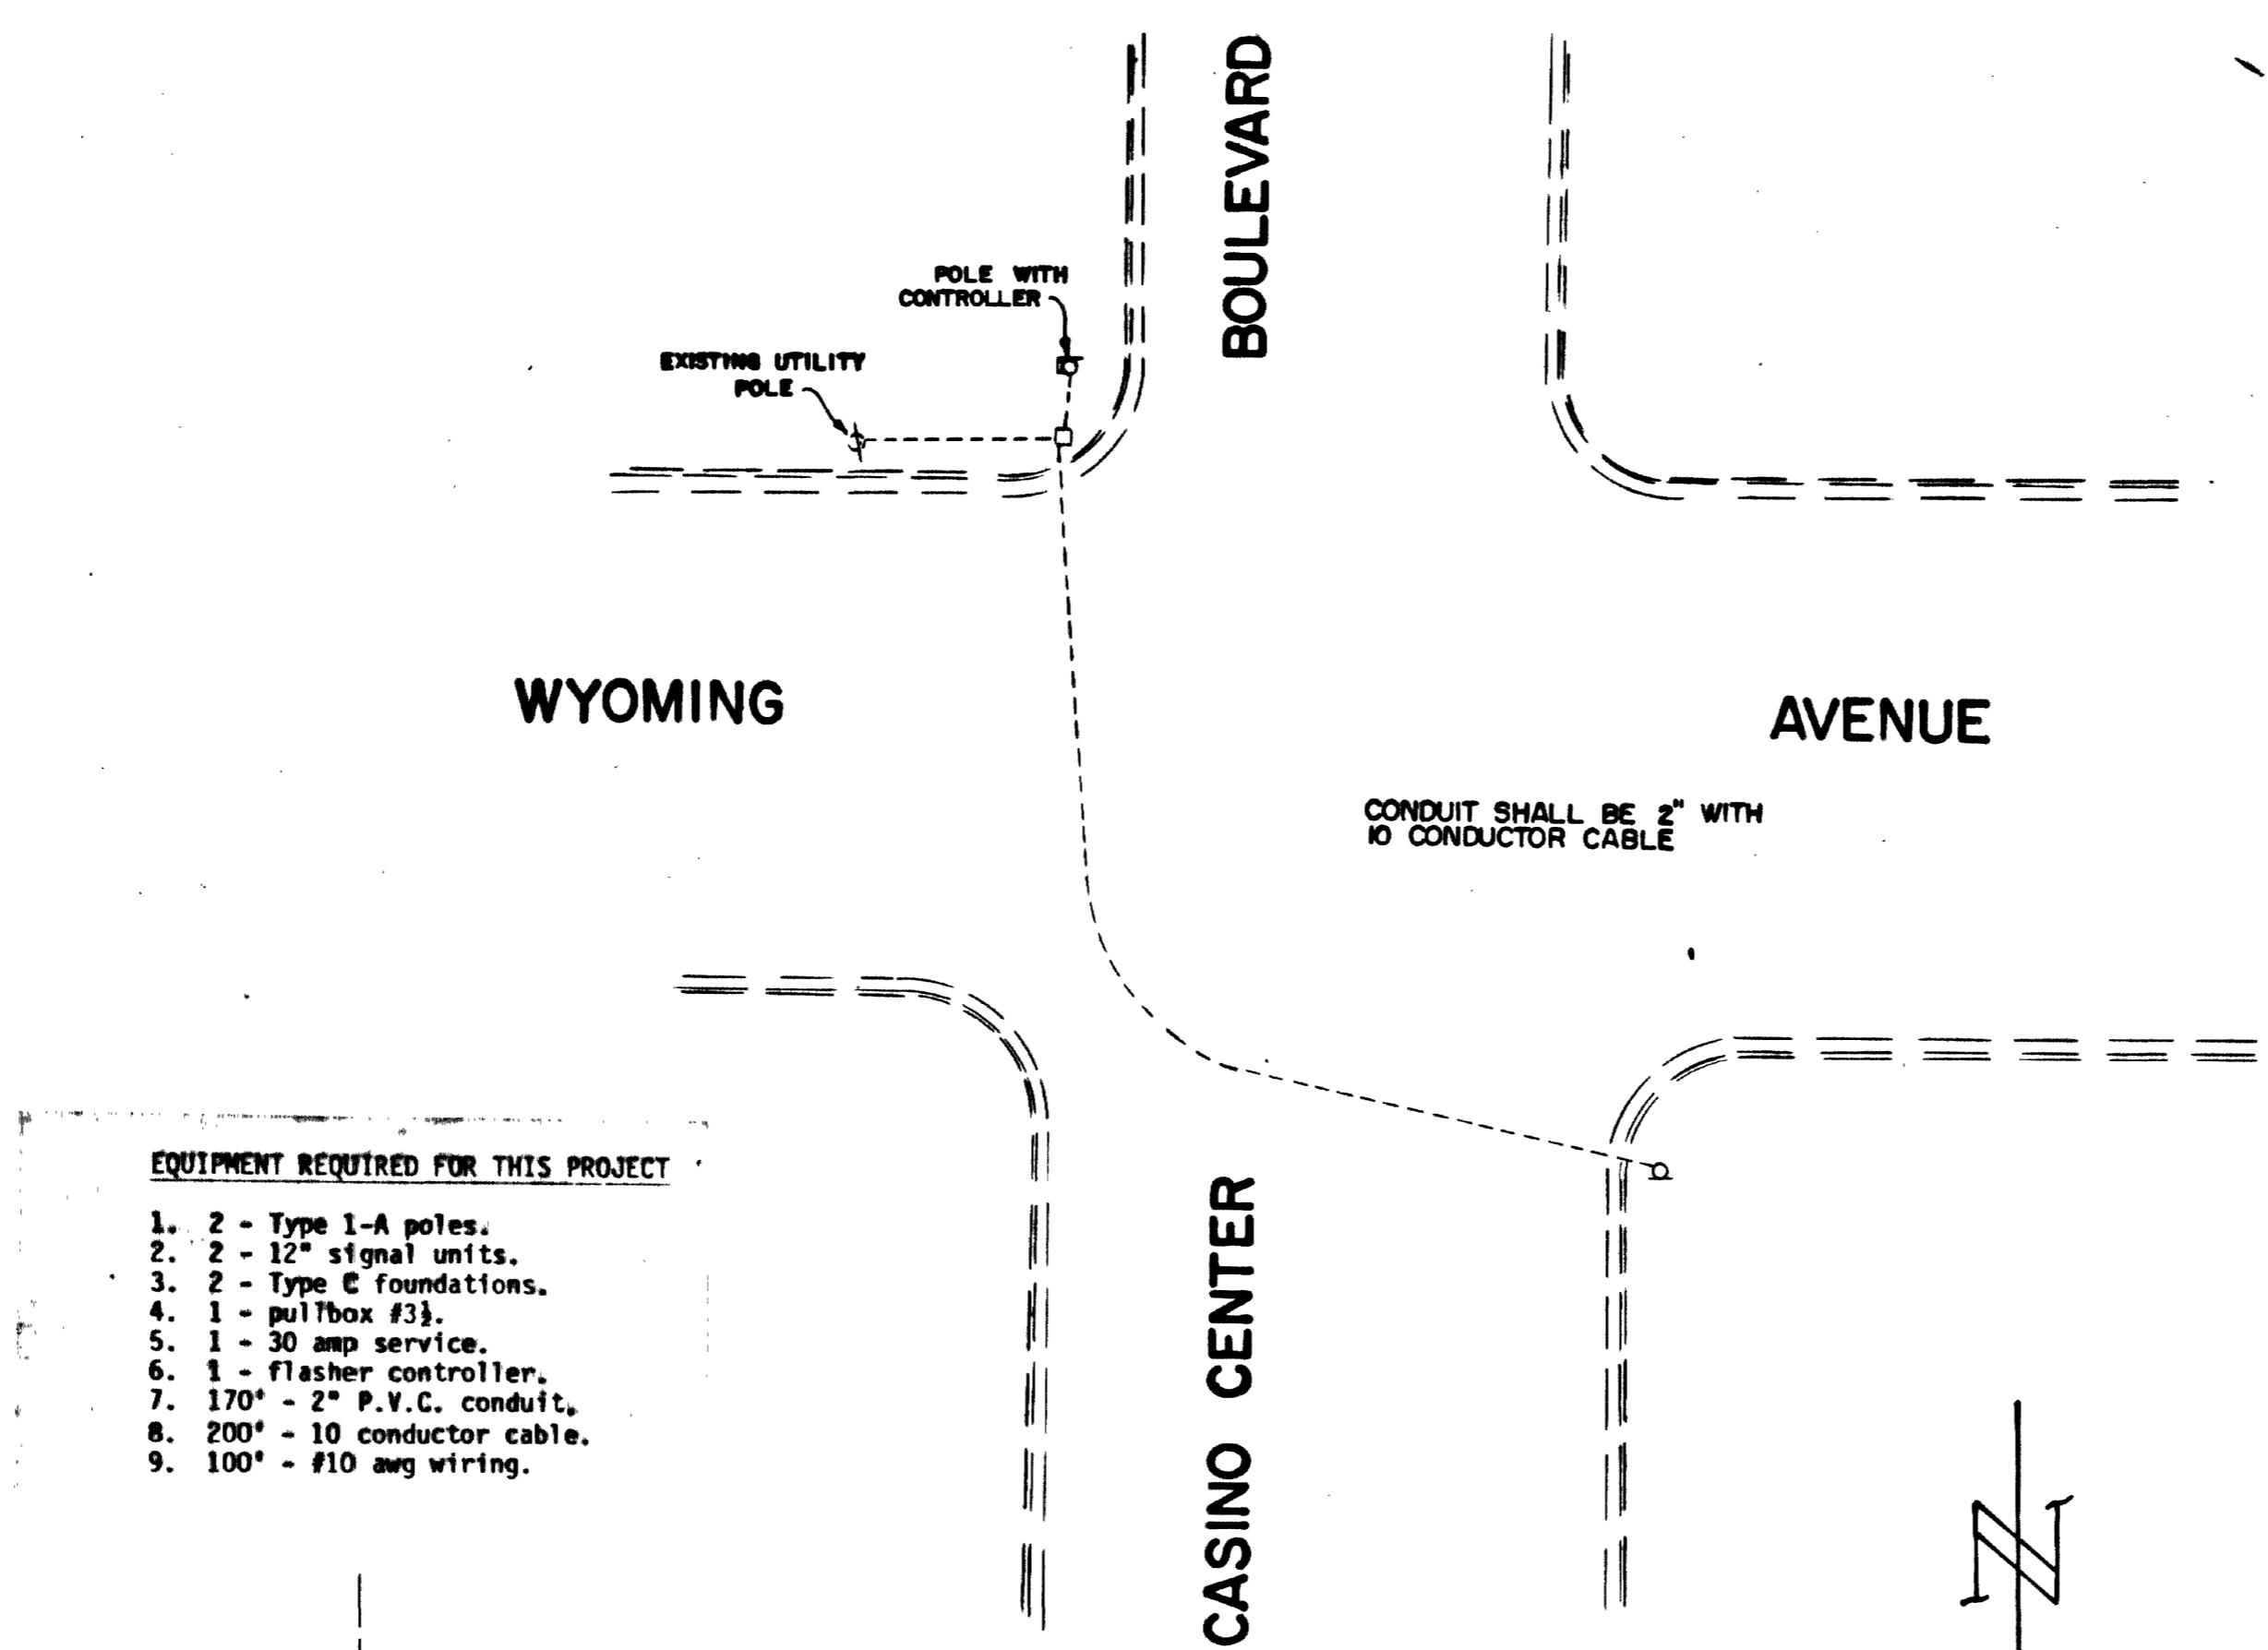 BOULEVARD
POLE WITH
CONTROLLER
EXISTING UTILITY
POLE
WYOMING
AVENUE
CONDUIT SHALL BE 2" WITH
10 CONDUCTOR CABLE
CASINO CENTER
EQUIPMENT REQUIRED FOR THIS PROJECT
1. 2 - Type 1-A poles.
2. 2 - 12" signal units.
3. 2 - Type C foundations.
4. 1 - pullbox #3½.
5. 1 - 30 amp service.
6. 1 - flasher controller.
7. 170' - 2" P.V.C. conduit.
8. 200' - 10 conductor cable.
9. 100' - #10 awg wiring.
N